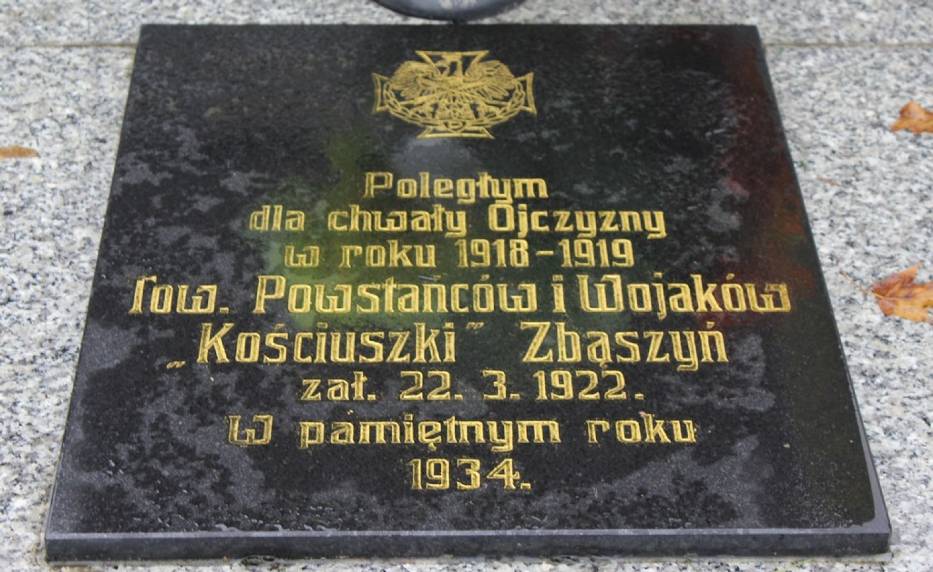 Poległym
dla chwały Ojczyzny
w roku 1918-1919
Tow. Powstańców i Wojaków
„Kościuszki" Zbąszyń
zał. 22. 3. 1922.
W pamiętnym roku
1934.